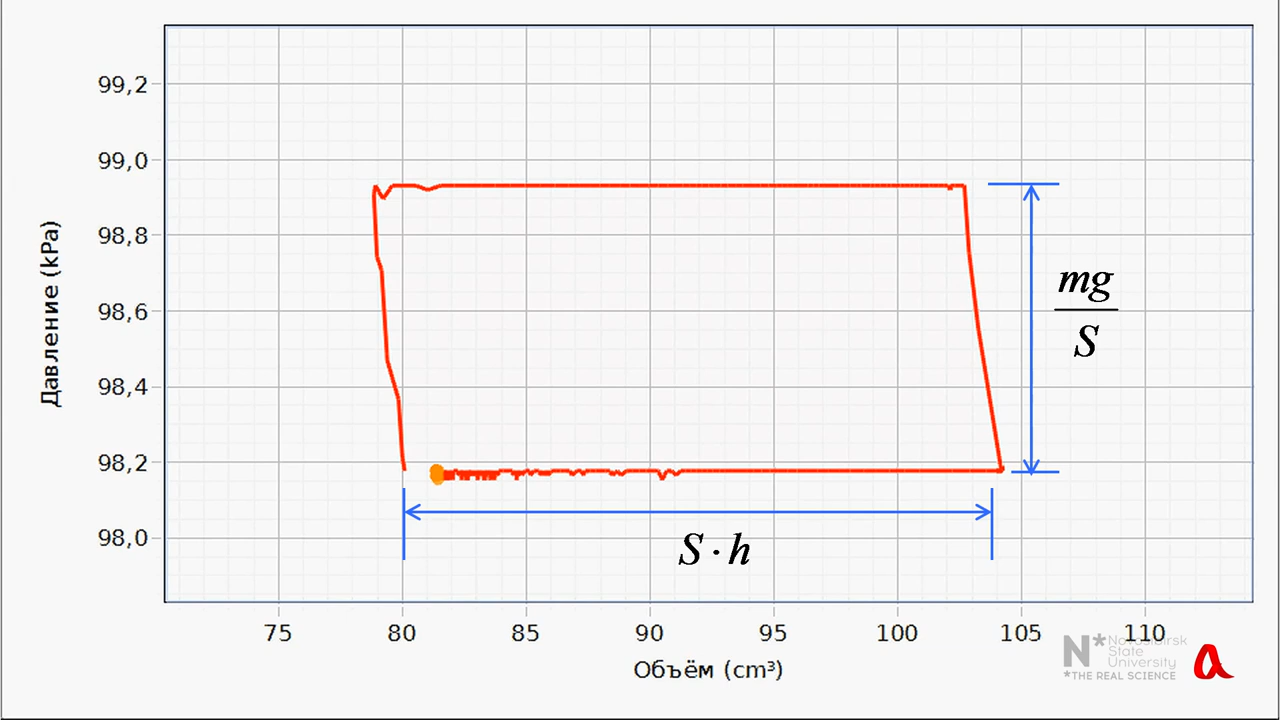 99,2
99,0
98,8
98,6
98,4
98,2
98,0
Давление (kPa)
mg
S
S · h
75 80 85 90 95 100 105 110
Объём (cm³)
N* Novosibirsk
State
University
*THE REAL SCIENCE
a